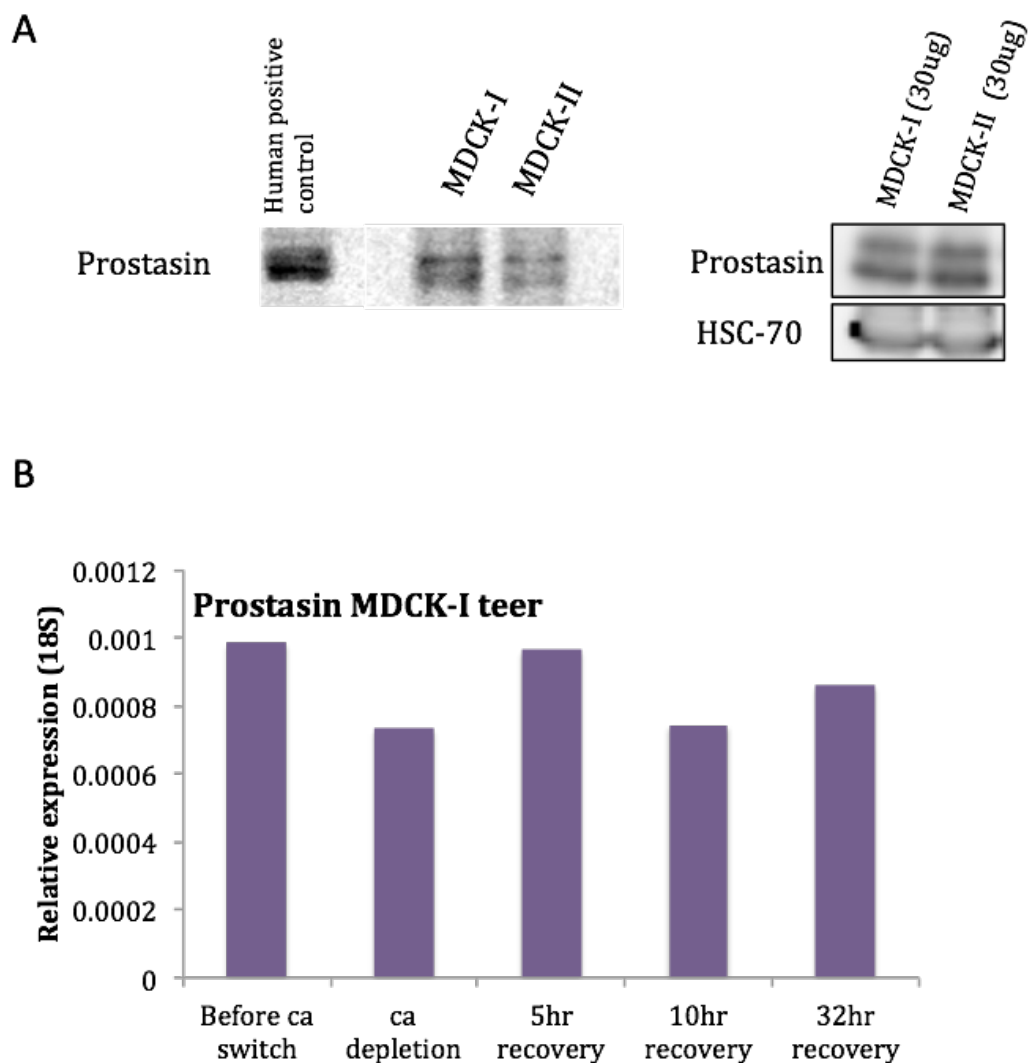 A
Human positive
control
MDCK-I
MDCK-II
Prostasin
MDCK-I (30ug)
MDCK-II (30ug)
Prostasin
HSC-70
B
Prostasin MDCK-I teer
Relative expression (18S)
0.0012
0.001
0.0008
0.0006
0.0004
0.0002
0
Before ca
switch
ca
depletion
5hr
recovery
10hr
recovery
32hr
recovery